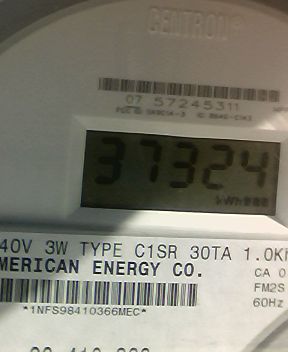 CENTRON®
07 57245311
37324
kWh
40V 3W TYPE C1SR 30TA 1.0K
MERICAN ENERGY CO.
CA 0
FM2S
60Hz
*1NFS98410366MEC*